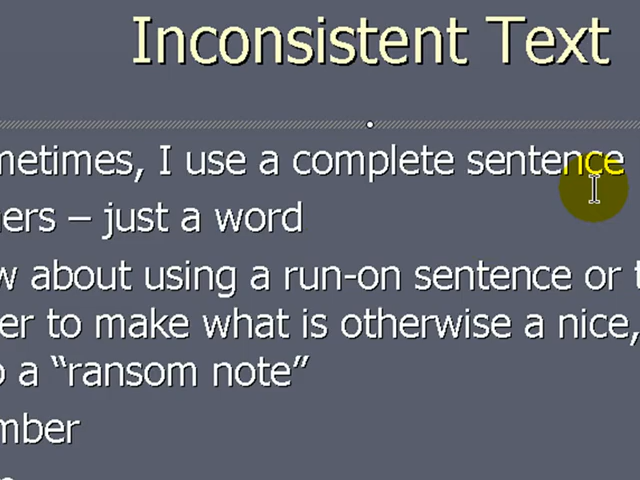 Inconsistent Text
metimes, I use a complete sentence
ers – just a word
w about using a run-on sentence or t
er to make what is otherwise a nice,
o a “ransom note”
mber